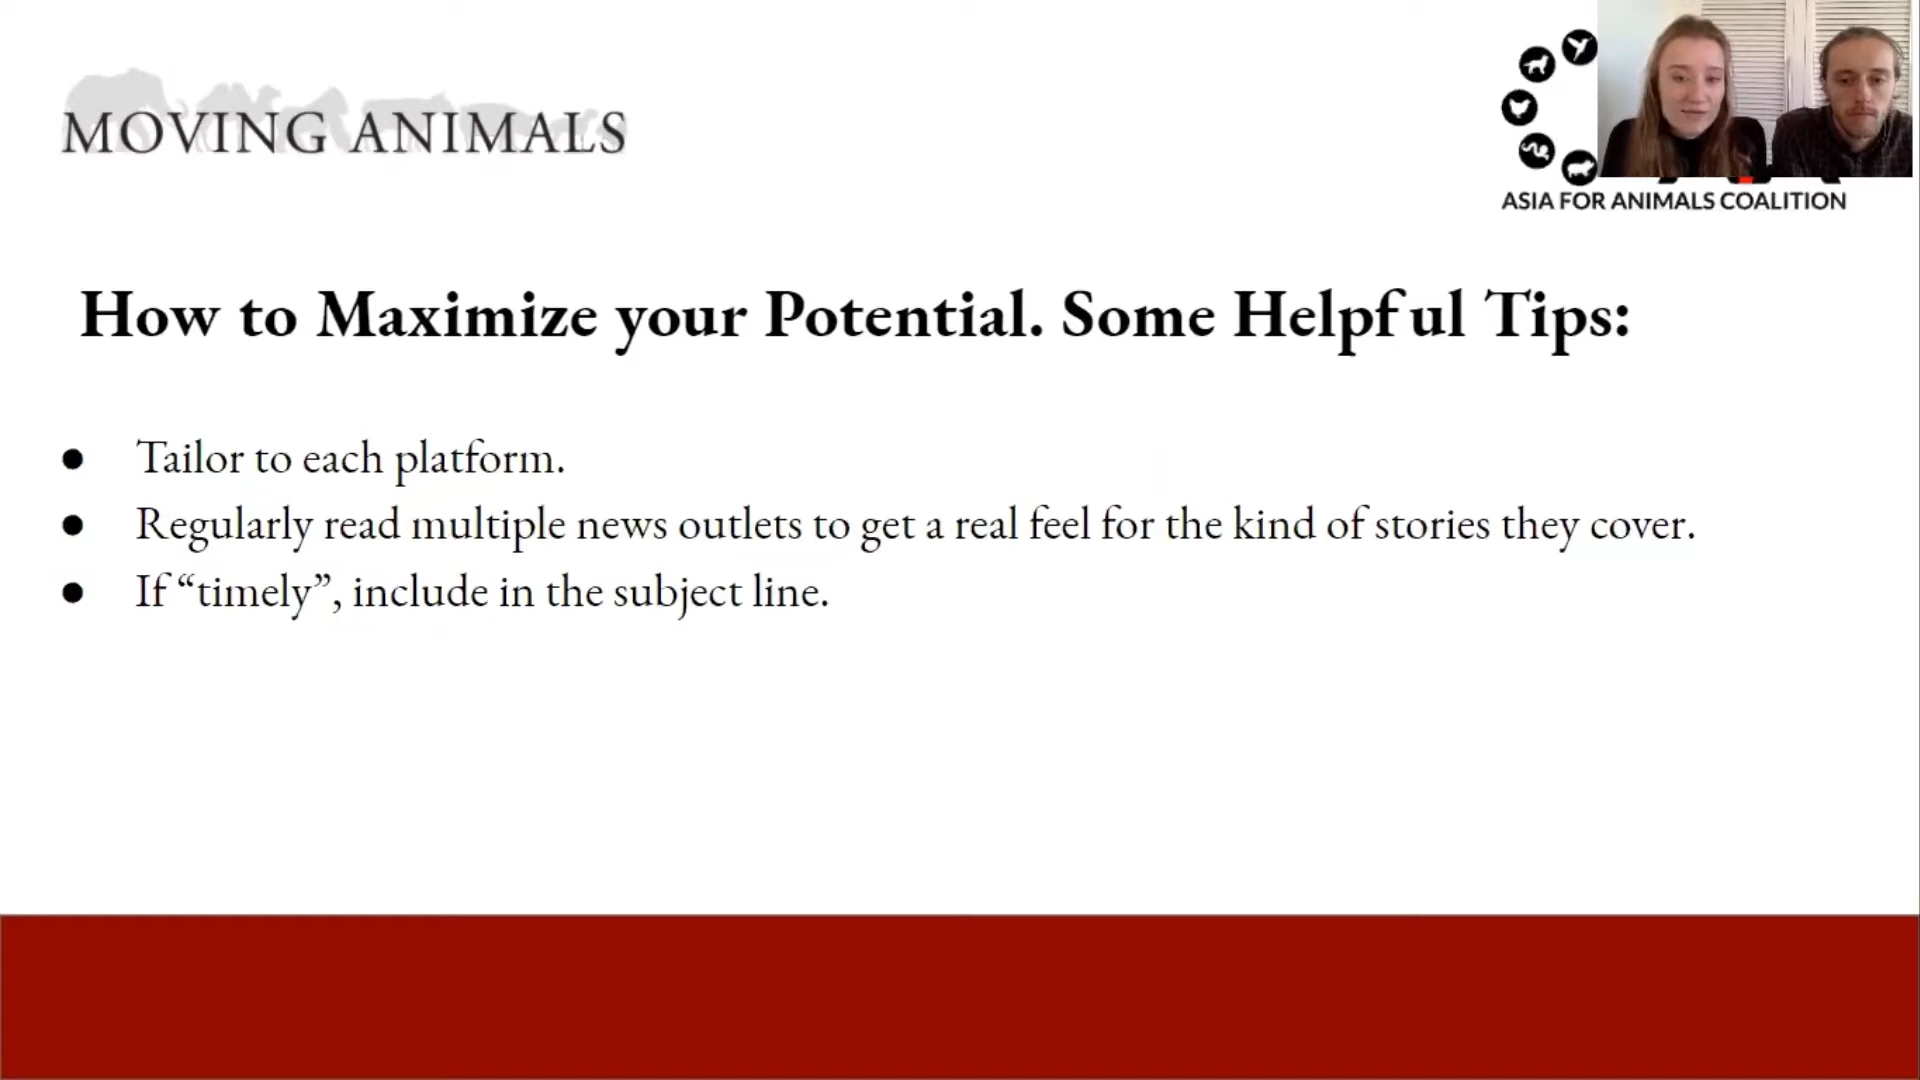 MOVING ANIMALS
ASIA FOR ANIMALS COALITION
How to Maximize your Potential. Some Helpful Tips:
● Tailor to each platform.
● Regularly read multiple news outlets to get a real feel for the kind of stories they cover.
● If “timely”, include in the subject line.